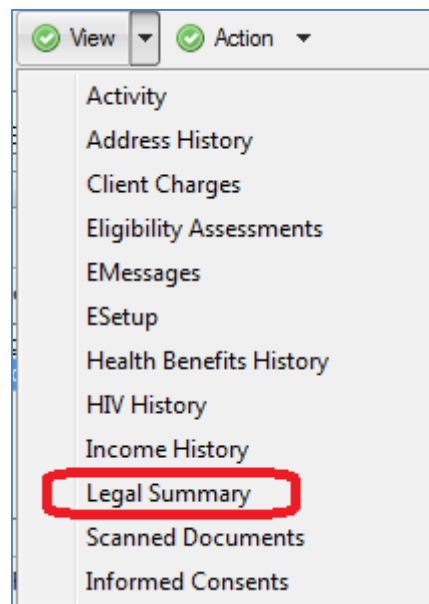 View Action
Activity
Address History
Client Charges
Eligibility Assessments
EMessages
ESetup
Health Benefits History
HIV History
Income History
Legal Summary
Scanned Documents
Informed Consents